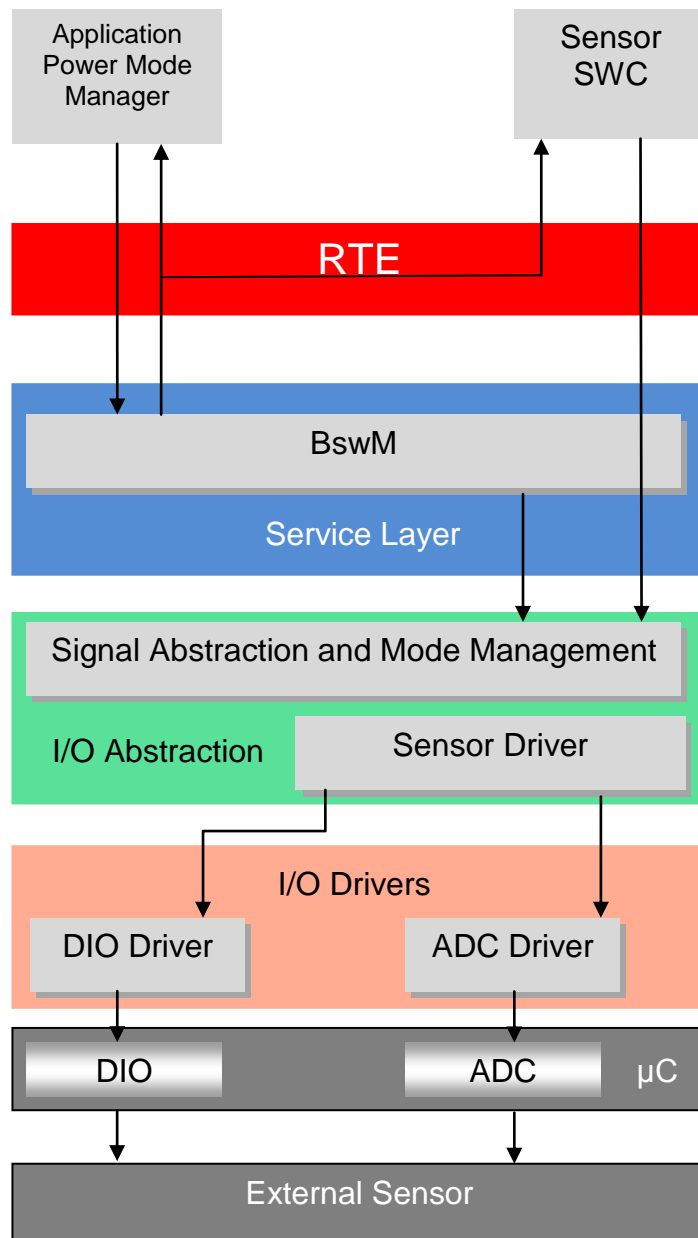 Application
Power Mode
Manager
Sensor
SWC
RTE
BswM
Service Layer
Signal Abstraction and Mode Management
I/O Abstraction
Sensor Driver
I/O Drivers
DIO Driver
ADC Driver
DIO
ADC
µC
External Sensor